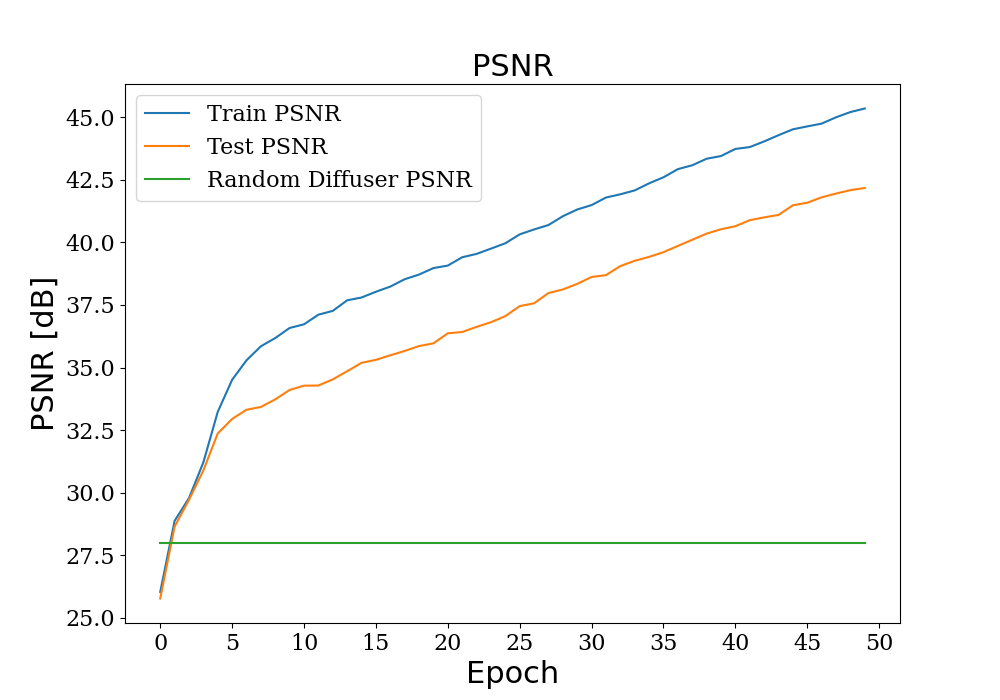 PSNR
Train PSNR
Test PSNR
Random Diffuser PSNR
PSNR [dB]
45.0
42.5
40.0
37.5
35.0
32.5
30.0
27.5
25.0
0 5 10 15 20 25 30 35 40 45 50
Epoch